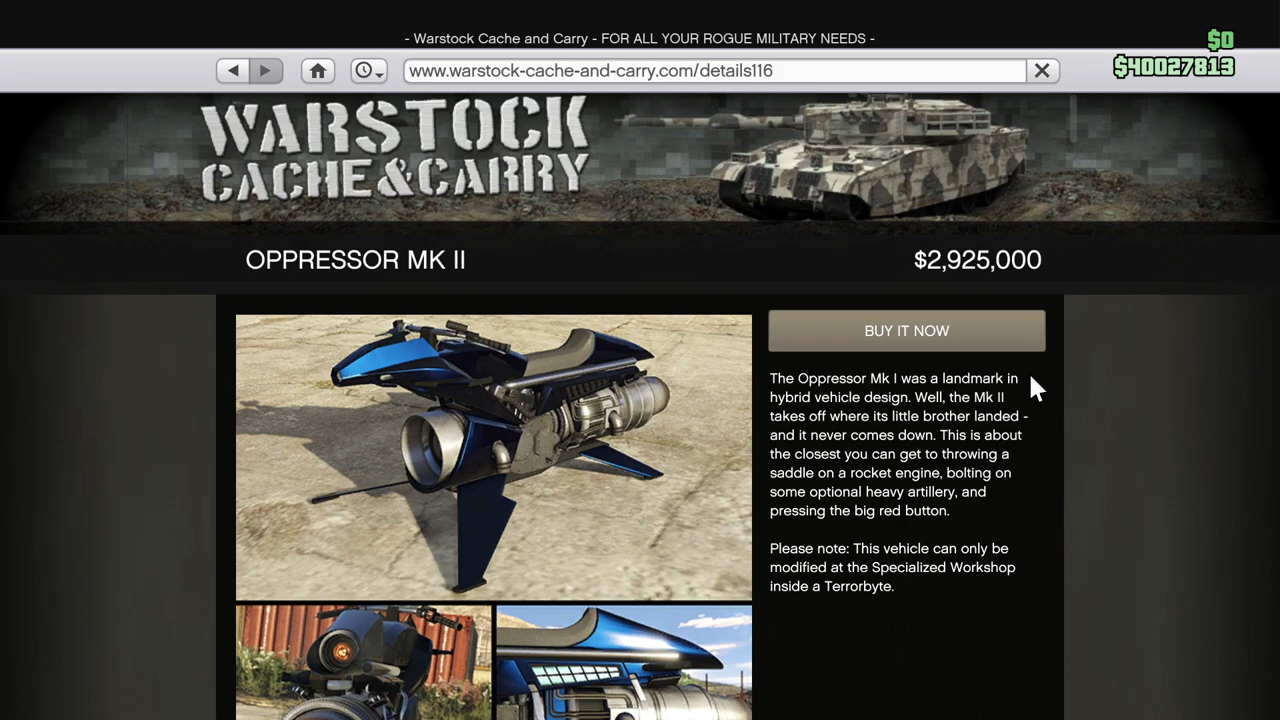 - Warstock Cache and Carry - FOR ALL YOUR ROGUE MILITARY NEEDS -
$0
$40027813
www.warstock-cache-and-carry.com/details116
WARSTOCK
CACHE&CARRY
OPPRESSOR MK II
$2,925,000
BUY IT NOW
The Oppressor Mk I was a landmark in
hybrid vehicle design. Well, the Mk II
takes off where its little brother landed -
and it never comes down. This is about
the closest you can get to throwing a
saddle on a rocket engine, bolting on
some optional heavy artillery, and
pressing the big red button.
Please note: This vehicle can only be
modified at the Specialized Workshop
inside a Terrorbyte.